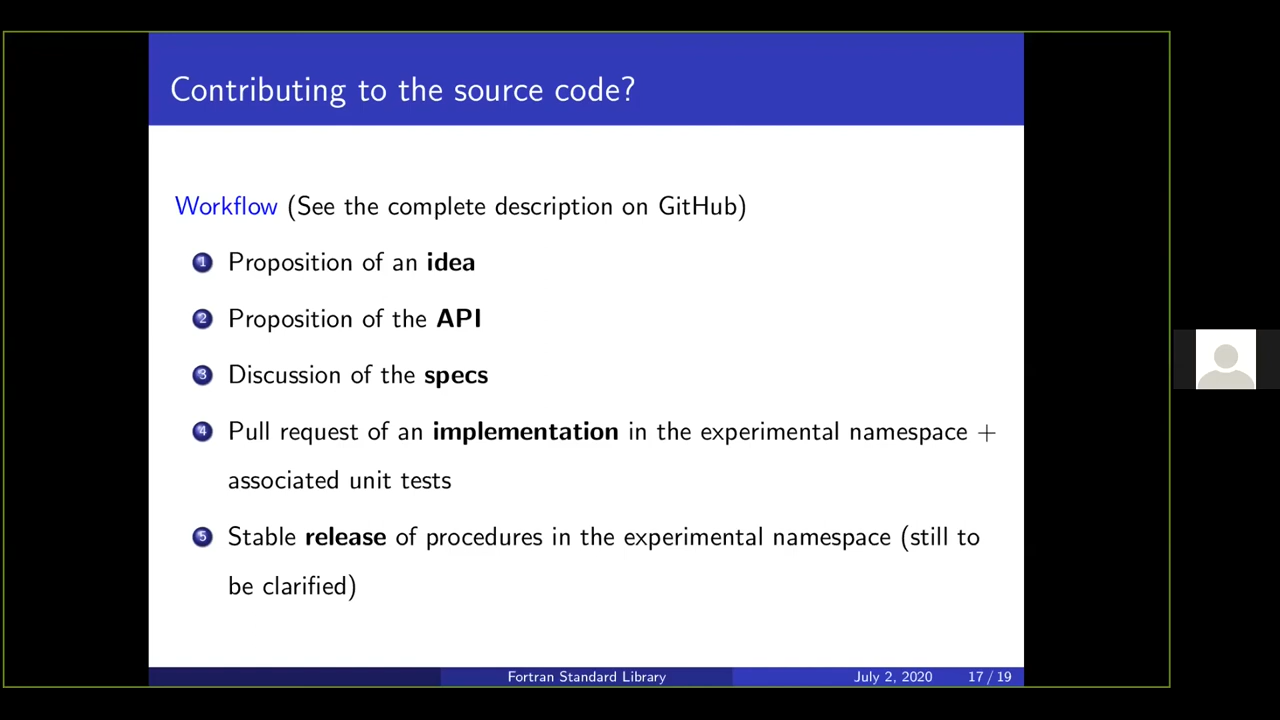 Contributing to the source code?
Workflow (See the complete description on GitHub)
1 Proposition of an idea
2 Proposition of the API
3 Discussion of the specs
4 Pull request of an implementation in the experimental namespace +
associated unit tests
5 Stable release of procedures in the experimental namespace (still to
be clarified)
Fortran Standard Library July 2, 2020 17 / 19